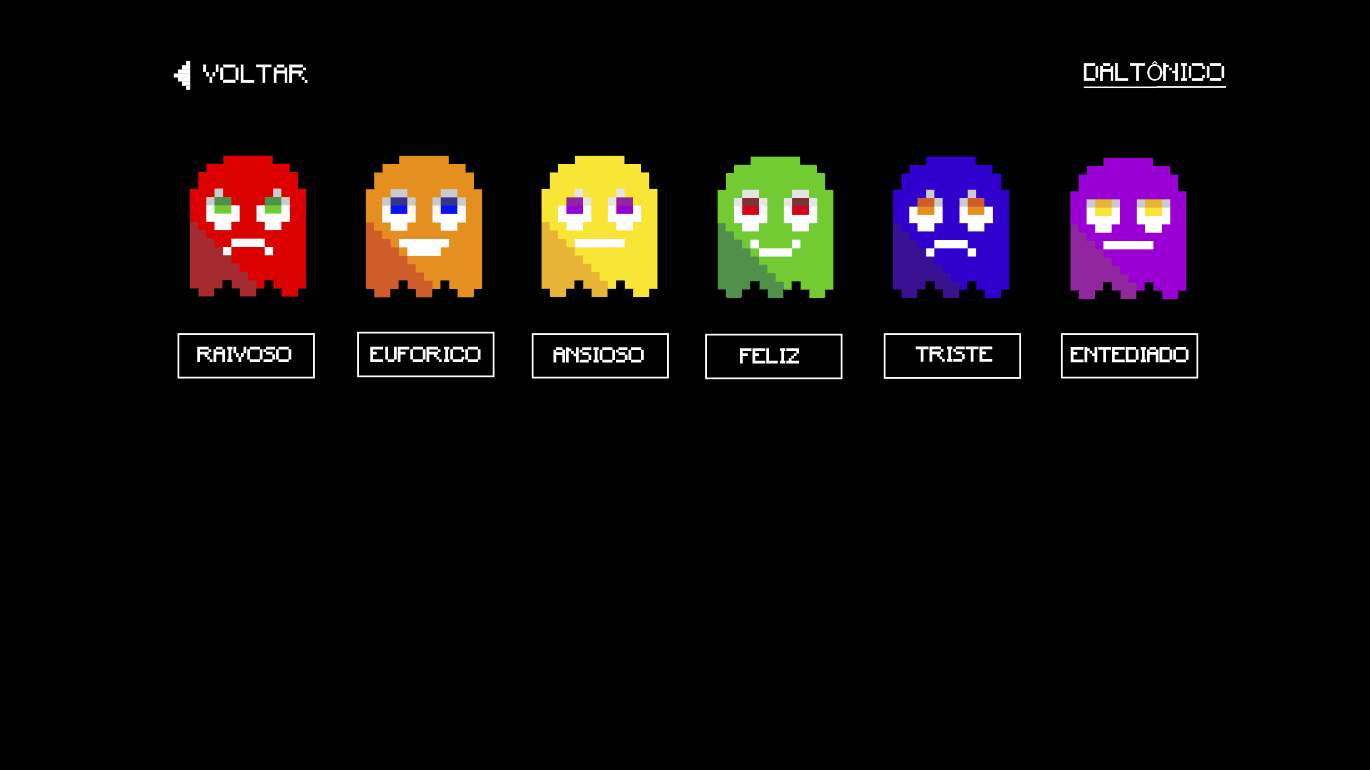 VOLTAR
DALTÔNICO
RAIVOSO
EUFORICO
ANSIOSO
FELIZ
TRISTE
ENTEDIADO